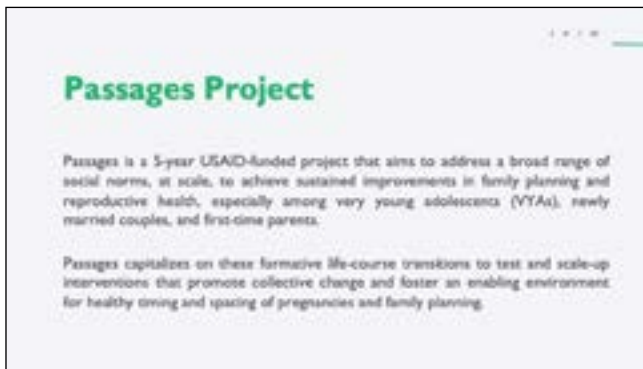 Passages Project
Passages is a 5-year USAID-funded project that aims to address a broad range of
social norms, at scale, to achieve sustained improvements in family planning and
reproductive health, especially among very young adolescents (VYAs), newly
married couples, and first-time parents.
Passages capitalizes on these formative life-course transitions to test and scale-up
interventions that promote collective change and foster an enabling environment
for healthy timing and spacing of pregnancies and family planning.